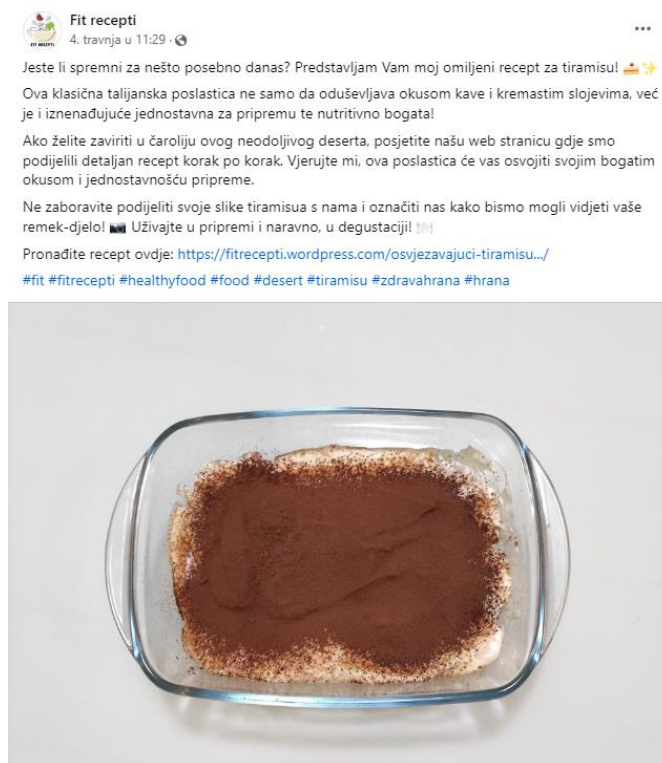 Fit recepti
4. travnja u 11:29 ·
Jeste li spremni za nešto posebno danas? Predstavljam Vam moj omiljeni recept za tiramisu! 🍰✨
Ova klasična talijanska poslastica ne samo da oduševljava okusom kave i kremastim slojevima, već
je i iznenađujuće jednostavna za pripremu te nutritivno bogata!
Ako želite zaviriti u čaroliju ovog neodoljivog deserta, posjetite našu web stranicu gdje smo
podijelili detaljan recept korak po korak. Vjerujte mi, ova poslastica će vas osvojiti svojim bogatim
okusom i jednostavnošću pripreme.
Ne zaboravite podijeliti svoje slike tiramisua s nama i označiti nas kako bismo mogli vidjeti vaše
remek-djelo! 📷 Uživajte u pripremi i naravno, u degustaciji! 🍽️
Pronađite recept ovdje: https://fitrecepti.wordpress.com/osvjezavajuci-tiramisu.../
#fit #fitrecepti #healthyfood #food #desert #tiramisu #zdravahrana #hrana
FIT RECEPTI